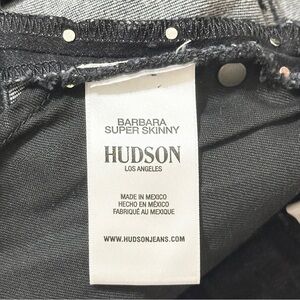 BARBARA
SUPER SKINNY
HUDSON
LOS ANGELES
MADE IN MEXICO
HECHO EN MÉXICO
FABRIQUÉ AU MEXIQUE
WWW.HUDSONJEANS.COM